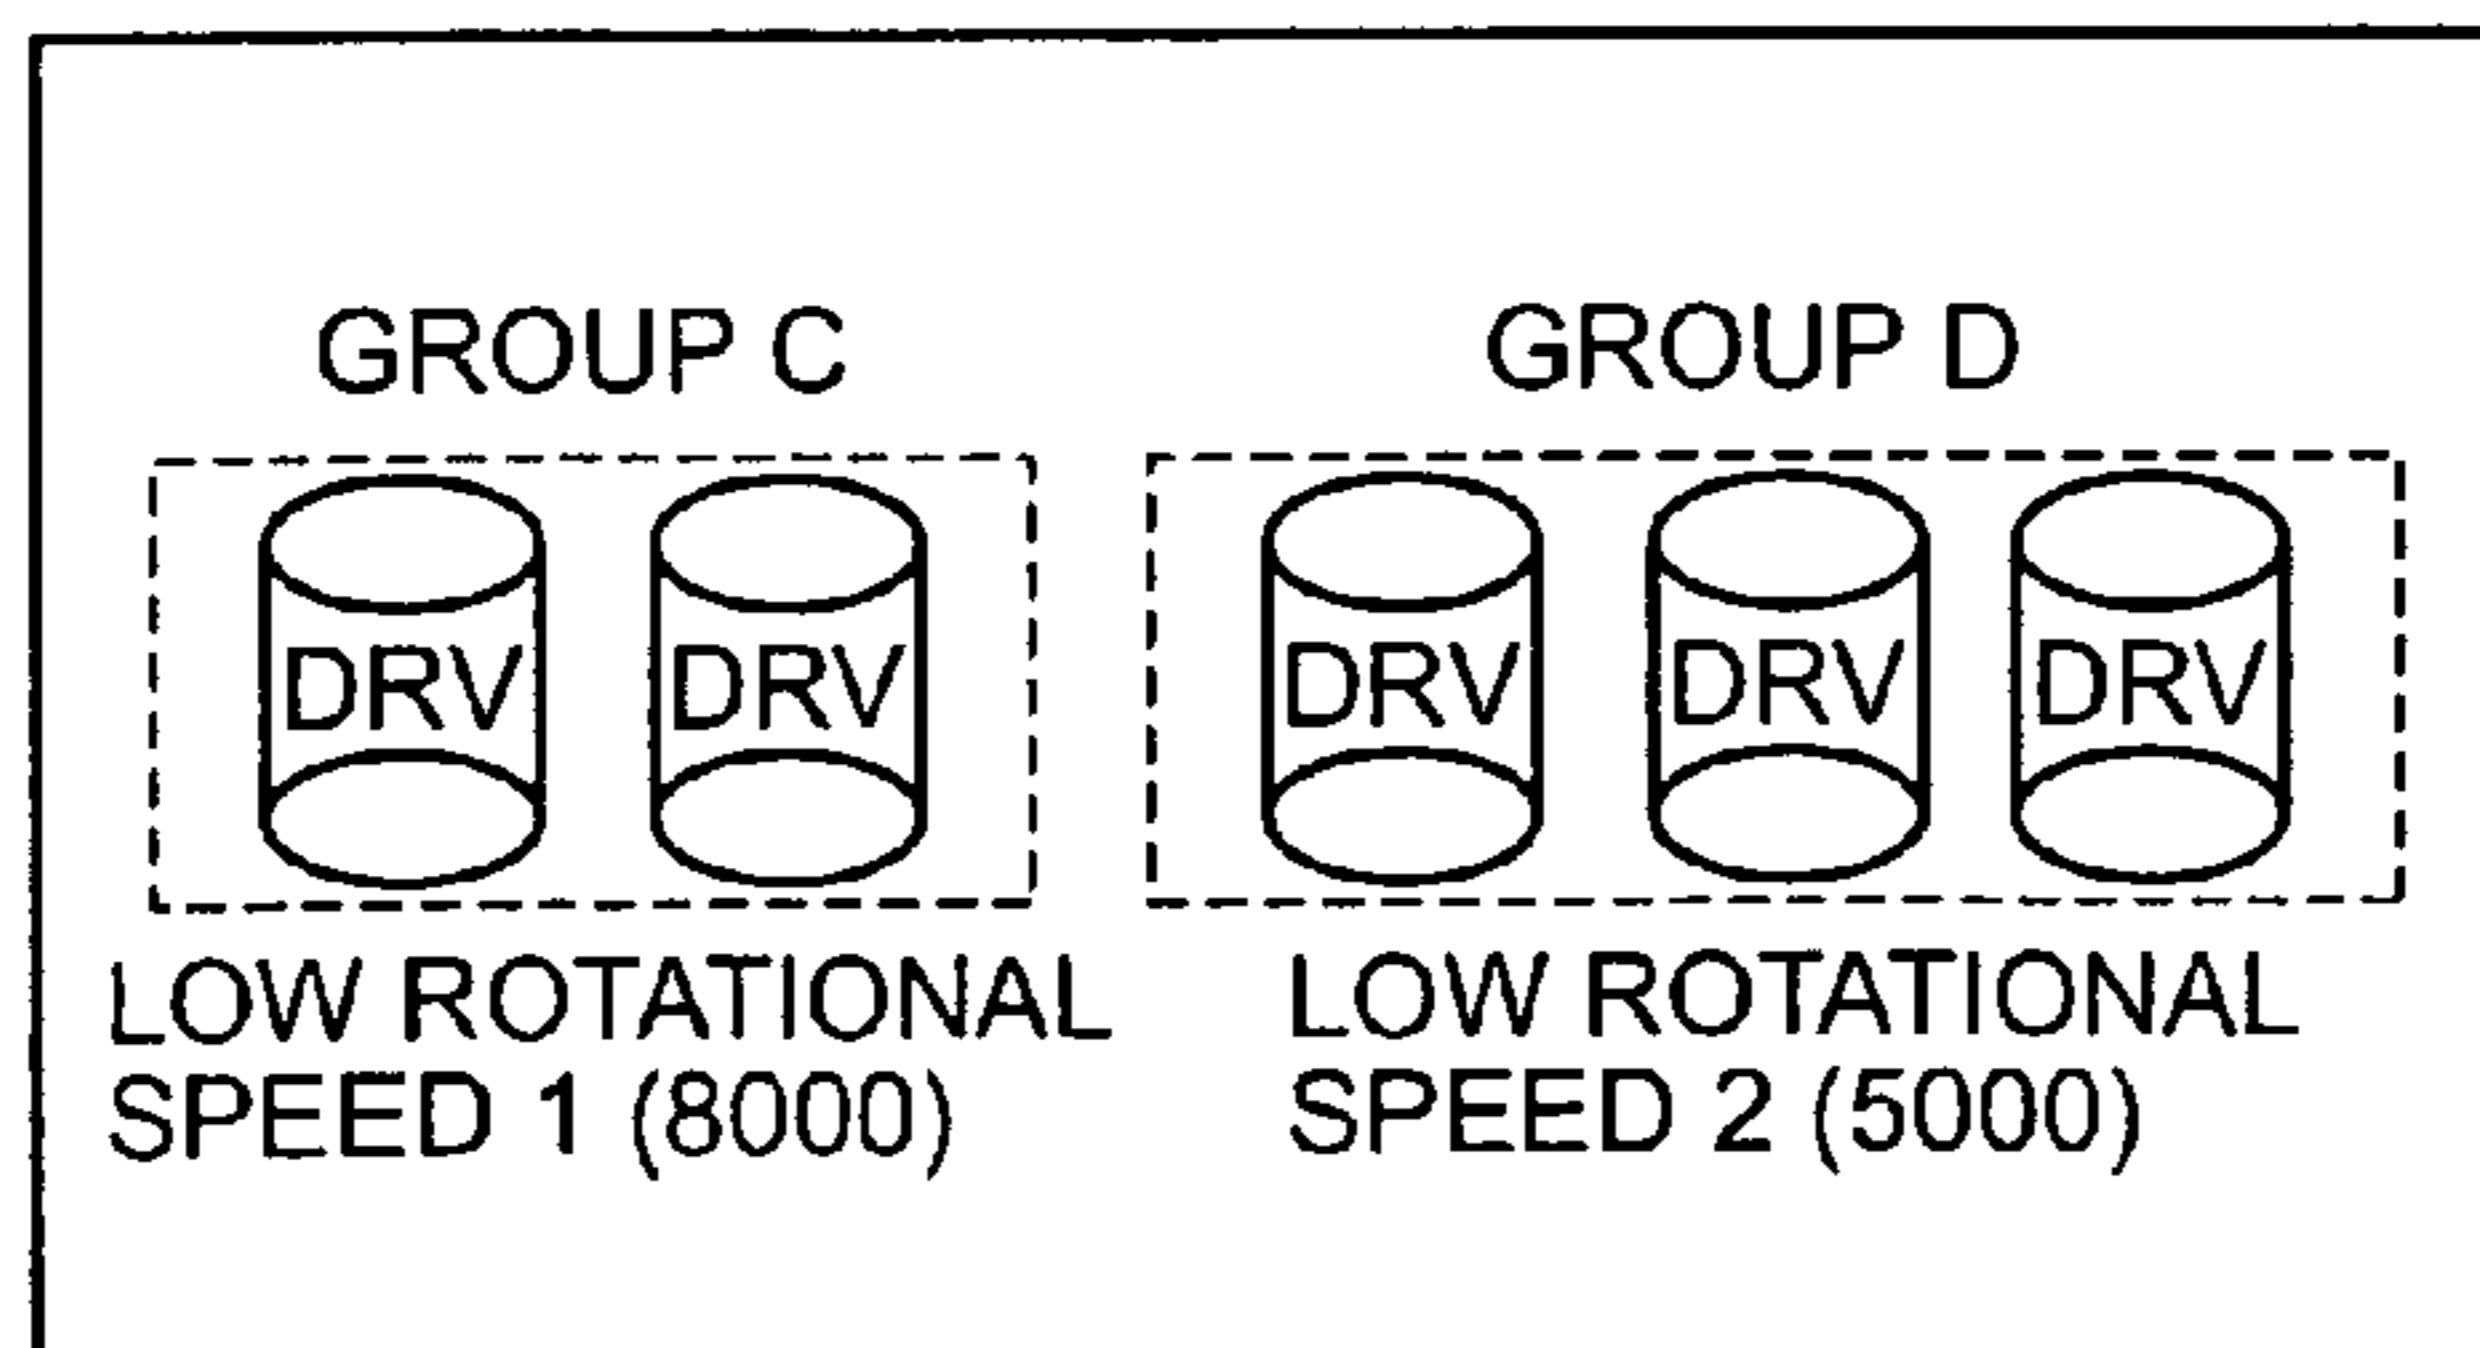 GROUP C
DRV DRV
LOW ROTATIONAL
SPEED 1 (8000)
GROUP D
DRV DRV DRV
LOW ROTATIONAL
SPEED 2 (5000)